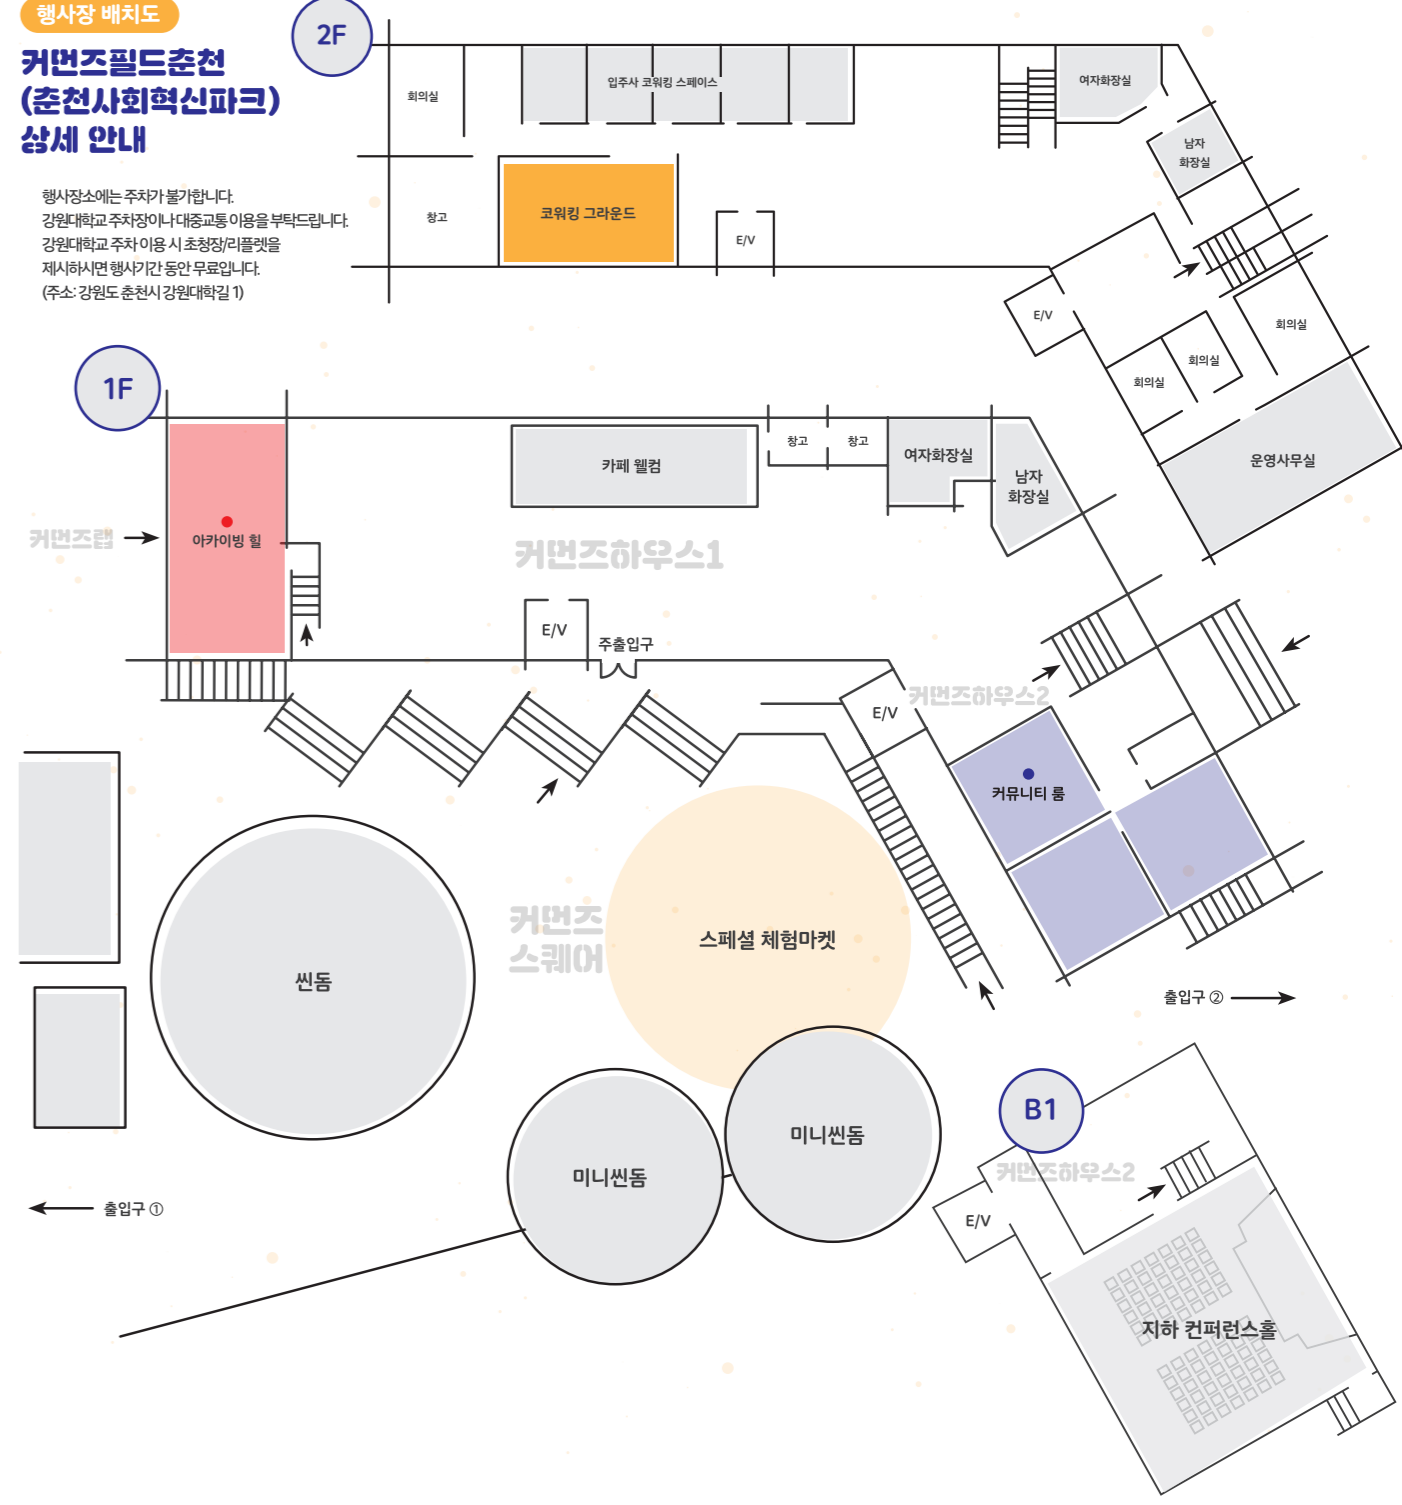 행사장 배치도
커먼즈필드춘천
(춘천사회혁신파크)
상세 안내
행사장소에는 주차가 불가합니다.
강원대학교 주차장이나 대중교통 이용을 부탁드립니다.
강원대학교 주차 이용 시 초청장/리플렛을
제시하시면 행사기간 동안 무료입니다.
(주소: 강원도 춘천시 강원대학길 1)
2F
회의실
입주사 코워킹 스페이스
여자화장실
남자
화장실
창고
코워킹 그라운드
E/V
E/V
회의실
회의실
회의실
운영사무실
1F
커먼즈랩
아카이빙 힐
카페 웰컴
창고
창고
여자화장실
남자
화장실
커먼즈하우스1
E/V
주출입구
E/V
커먼즈하우스2
커뮤니티 룸
커먼즈
스퀘어
스페셜 체험마켓
씬돔
미니씬돔
미니씬돔
출입구 ①
출입구 ②
B1
커먼즈하우스2
E/V
지하 컨퍼런스홀